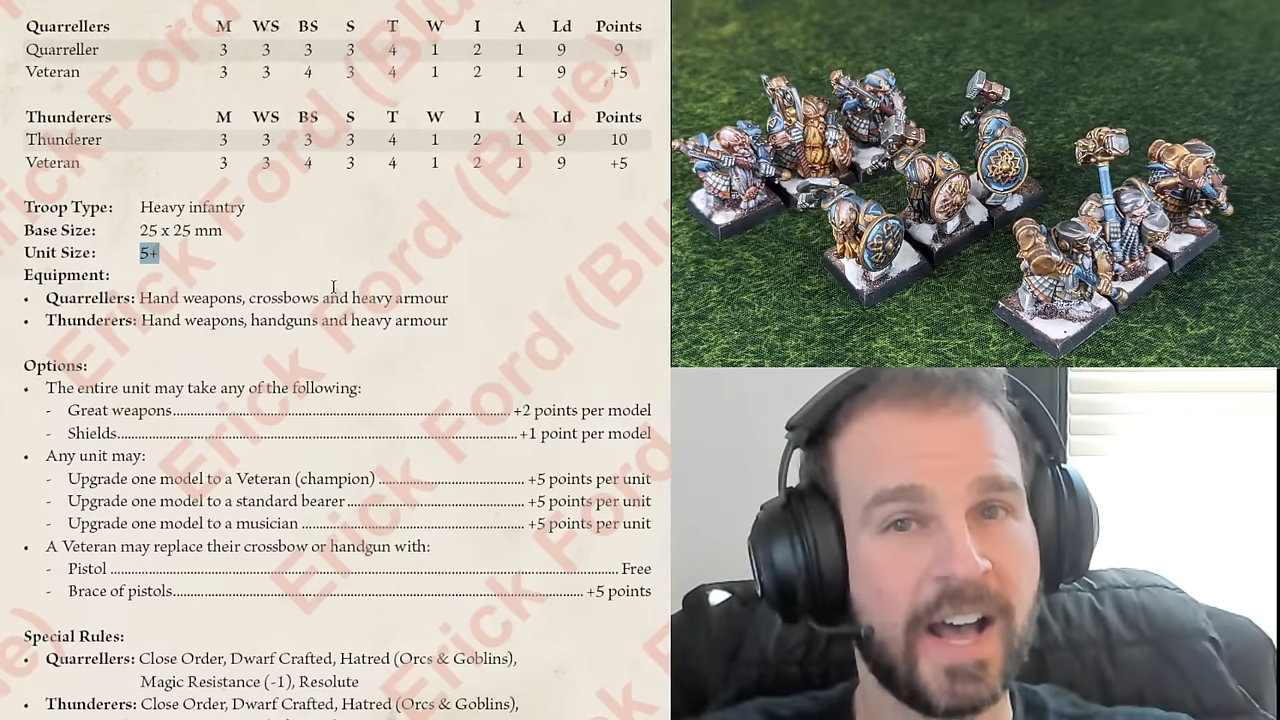 Quarrellers M WS BS S T W I A Ld Points
Quarreller 3 3 3 3 4 1 2 1 9 9
Veteran 3 3 4 3 4 1 2 1 9 +5
Thunderers M WS BS S T W I A Ld Points
Thunderer 3 3 3 3 4 1 2 1 9 10
Veteran 3 3 4 3 4 1 2 1 9 +5
Troop Type: Heavy infantry
Base Size: 25 x 25 mm
Unit Size: 5+
Equipment:
• Quarrellers: Hand weapons, crossbows and heavy armour
• Thunderers: Hand weapons, handguns and heavy armour
Options:
• The entire unit may take any of the following:
- Great weapons +2 points per model
- Shields +1 point per model
• Any unit may:
- Upgrade one model to a Veteran (champion) +5 points per unit
- Upgrade one model to a standard bearer +5 points per unit
- Upgrade one model to a musician +5 points per unit
• A Veteran may replace their crossbow or handgun with:
- Pistol Free
- Brace of pistols +5 points
Special Rules:
• Quarrellers: Close Order, Dwarf Crafted, Hatred (Orcs & Goblins),
Magic Resistance (-1), Resolute
• Thunderers: Close Order, Dwarf Crafted, Hatred (Orcs & Goblins),
Erick Ford (Blue)